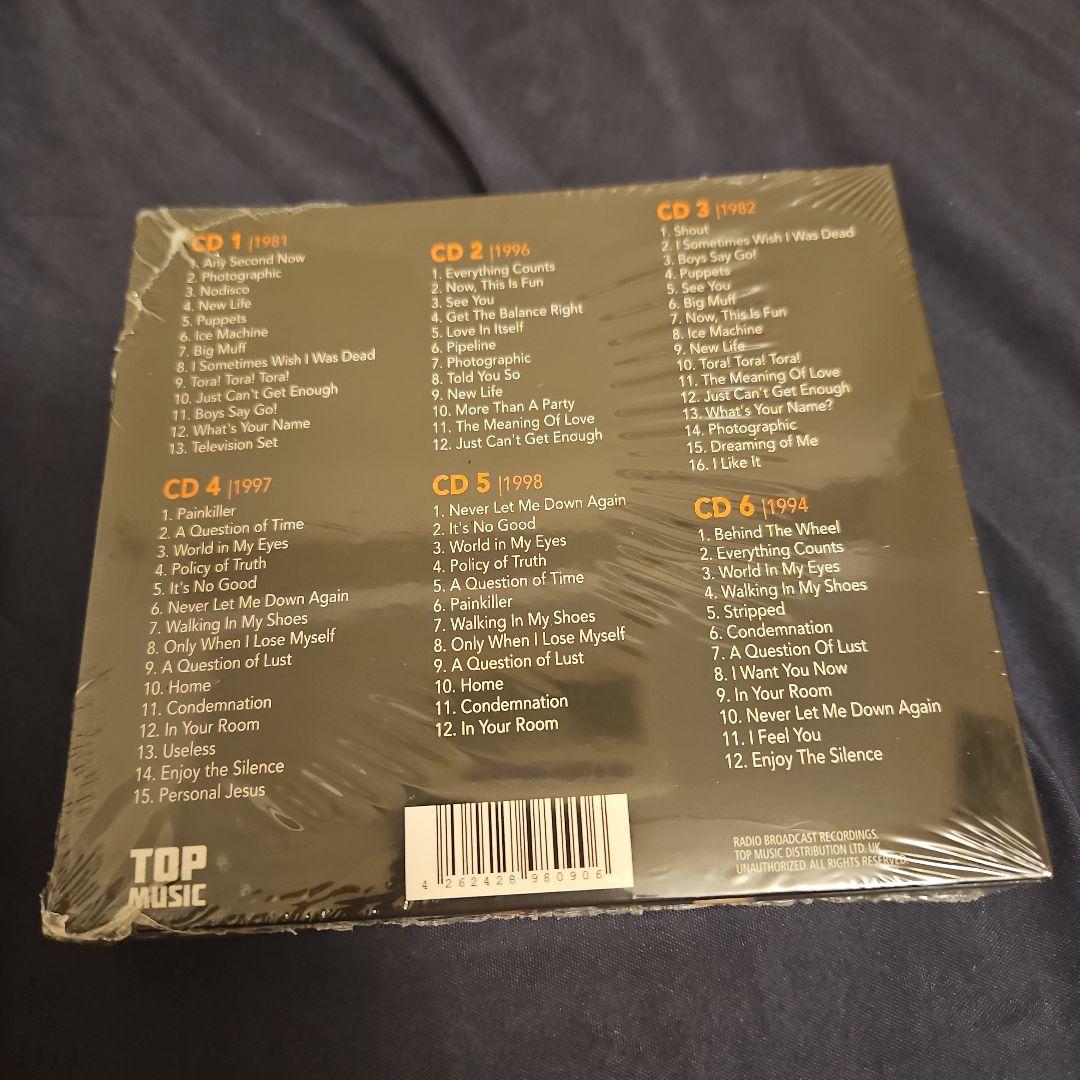 CD 1 |1981
1. Any Second Now
2. Photographic
3. Nodisco
4. New Life
5. Puppets
6. Ice Machine
7. Big Muff
8. I Sometimes Wish I Was Dead
9. Tora! Tora! Tora!
10. Just Can't Get Enough
11. Boys Say Go!
12. What's Your Name
13. Television Set
CD 2 |1996
1. Everything Counts
2. Now, This Is Fun
3. See You
4. Get The Balance Right
5. Love In Itself
6. Pipeline
7. Photographic
8. Told You So
9. New Life
10. More Than A Party
11. The Meaning Of Love
12. Just Can't Get Enough
CD 3 |1982
1. Shout
2. I Sometimes Wish I Was Dead
3. Boys Say Go!
4. Puppets
5. See You
6. Big Muff
7. Now, This Is Fun
8. Ice Machine
9. New Life
10. Tora! Tora! Tora!
11. The Meaning Of Love
12. Just Can't Get Enough
13. What's Your Name?
14. Photographic
15. Dreaming of Me
16. I Like It
CD 4 |1997
1. Painkiller
2. A Question of Time
3. World in My Eyes
4. Policy of Truth
5. It's No Good
6. Never Let Me Down Again
7. Walking In My Shoes
8. Only When I Lose Myself
9. A Question of Lust
10. Home
11. Condemnation
12. In Your Room
13. Useless
14. Enjoy the Silence
15. Personal Jesus
CD 5 |1998
1. Never Let Me Down Again
2. It's No Good
3. World in My Eyes
4. Policy of Truth
5. A Question of Time
6. Painkiller
7. Walking In My Shoes
8. Only When I Lose Myself
9. A Question of Lust
10. Home
11. Condemnation
12. In Your Room
CD 6 |1994
1. Behind The Wheel
2. Everything Counts
3. World In My Eyes
4. Walking In My Shoes
5. Stripped
6. Condemnation
7. A Question Of Lust
8. I Want You Now
9. In Your Room
10. Never Let Me Down Again
11. I Feel You
12. Enjoy The Silence
TOP
MUSIC
4 262428 980906
RADIO BROADCAST RECORDINGS.
TOP MUSIC DISTRIBUTION LTD. UK.
UNAUTHORIZED. ALL RIGHTS RESERVED.